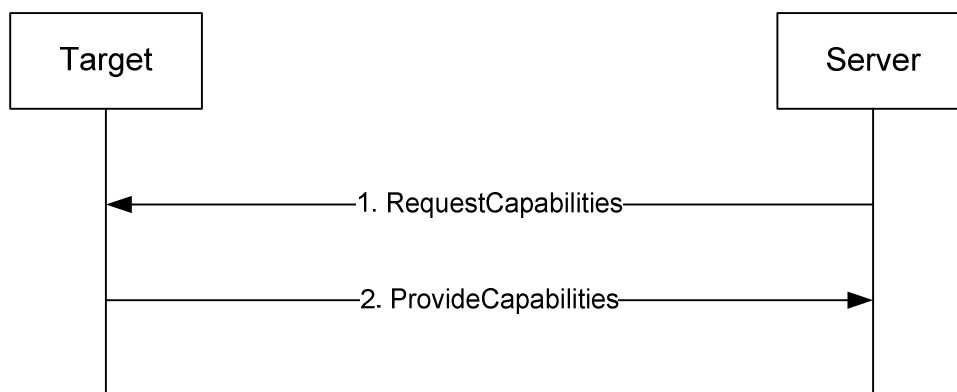 Target
Server
1. RequestCapabilities
2. ProvideCapabilities